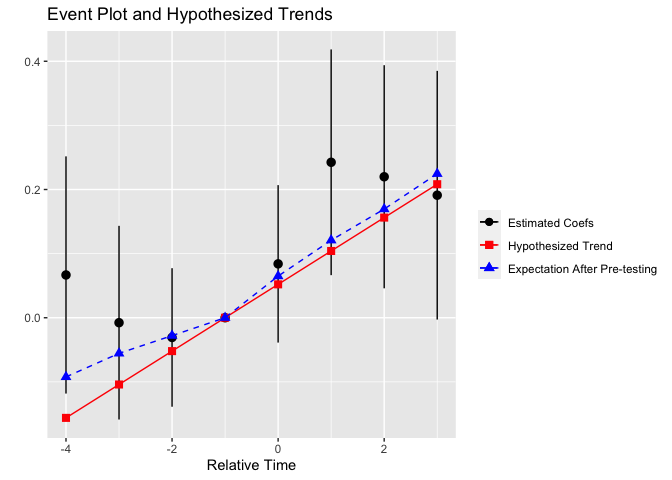 Event Plot and Hypothesized Trends
0.4
0.2
0.0
-4
-2
0
2
Relative Time
Estimated Coefs
Hypothesized Trend
Expectation After Pre-testing